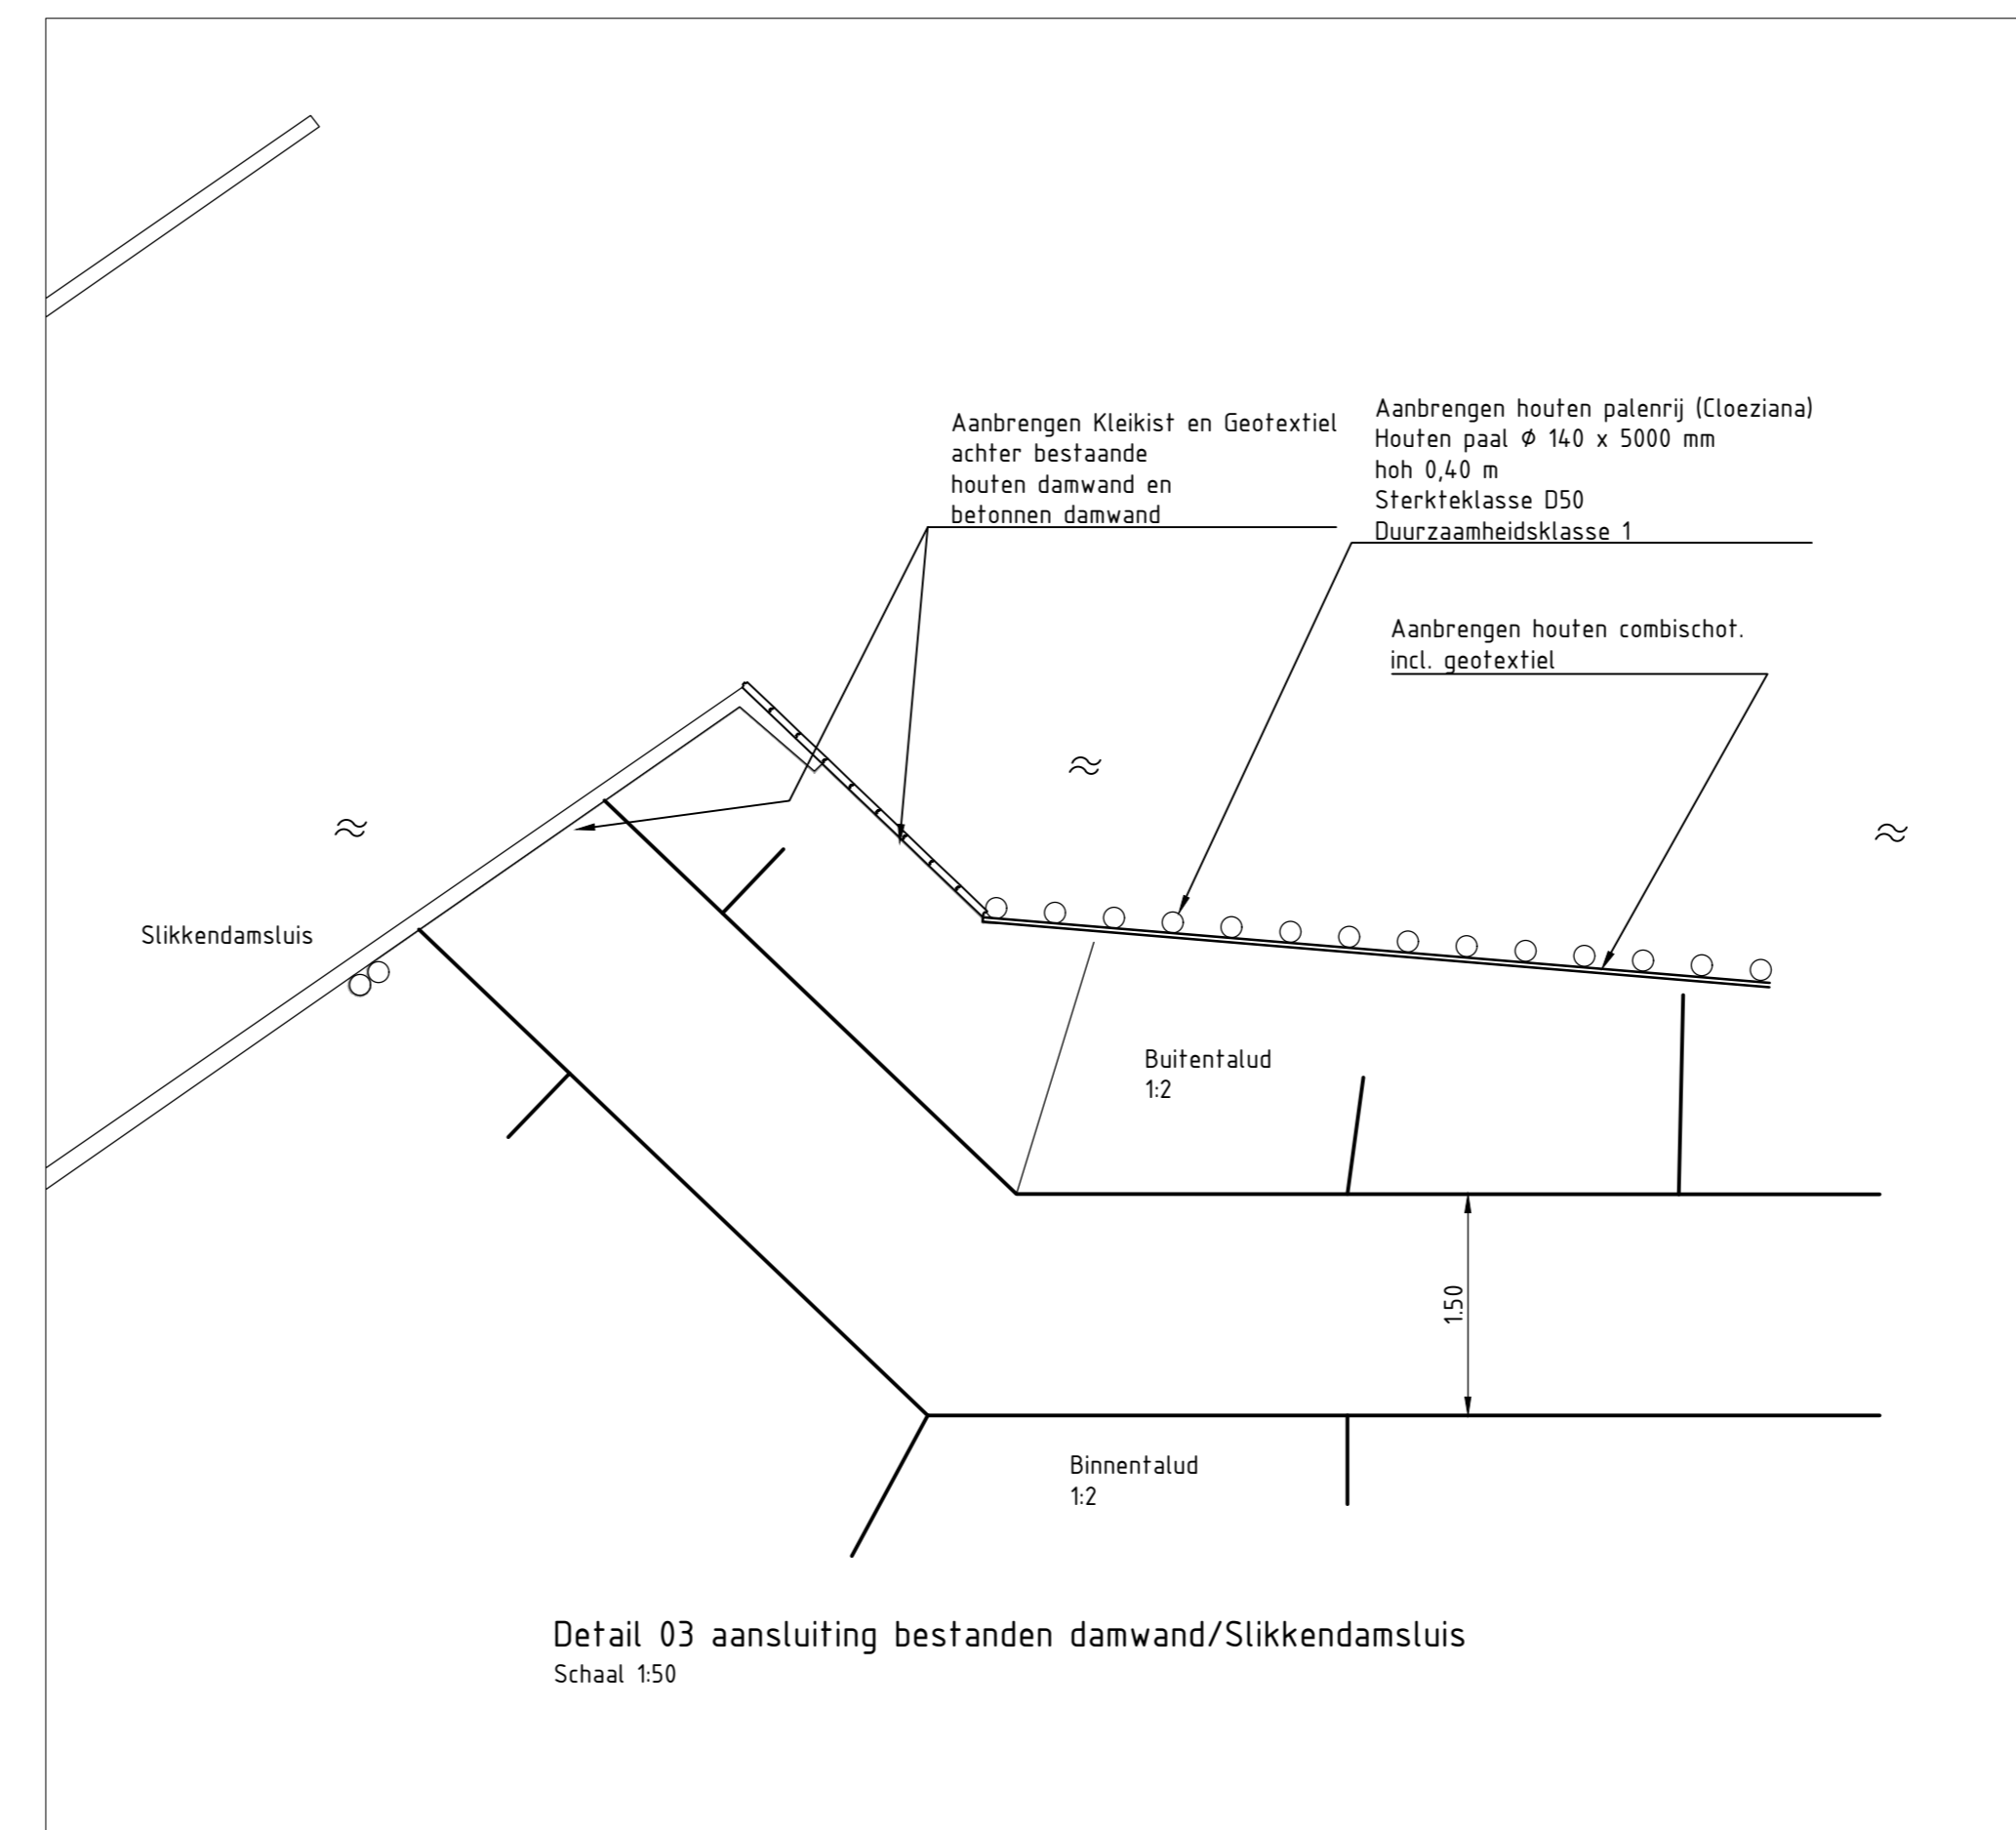 Aanbrengen Kleikist en Geotextiel
achter bestaande
houten damwand en
betonnen damwand
Aanbrengen houten palenrij (Cloeziana)
Houten paal Ø 140 x 5000 mm
hoh 0,40 m
Sterkteklasse D50
Duurzaamheidsklasse 1
Aanbrengen houten combischot.
incl. geotextiel
Slikkendamsluis
Buitentalud
1:2
1.50
Binnentalud
1:2
Detail 03 aansluiting bestanden damwand/Slikkendamsluis
Schaal 1:50